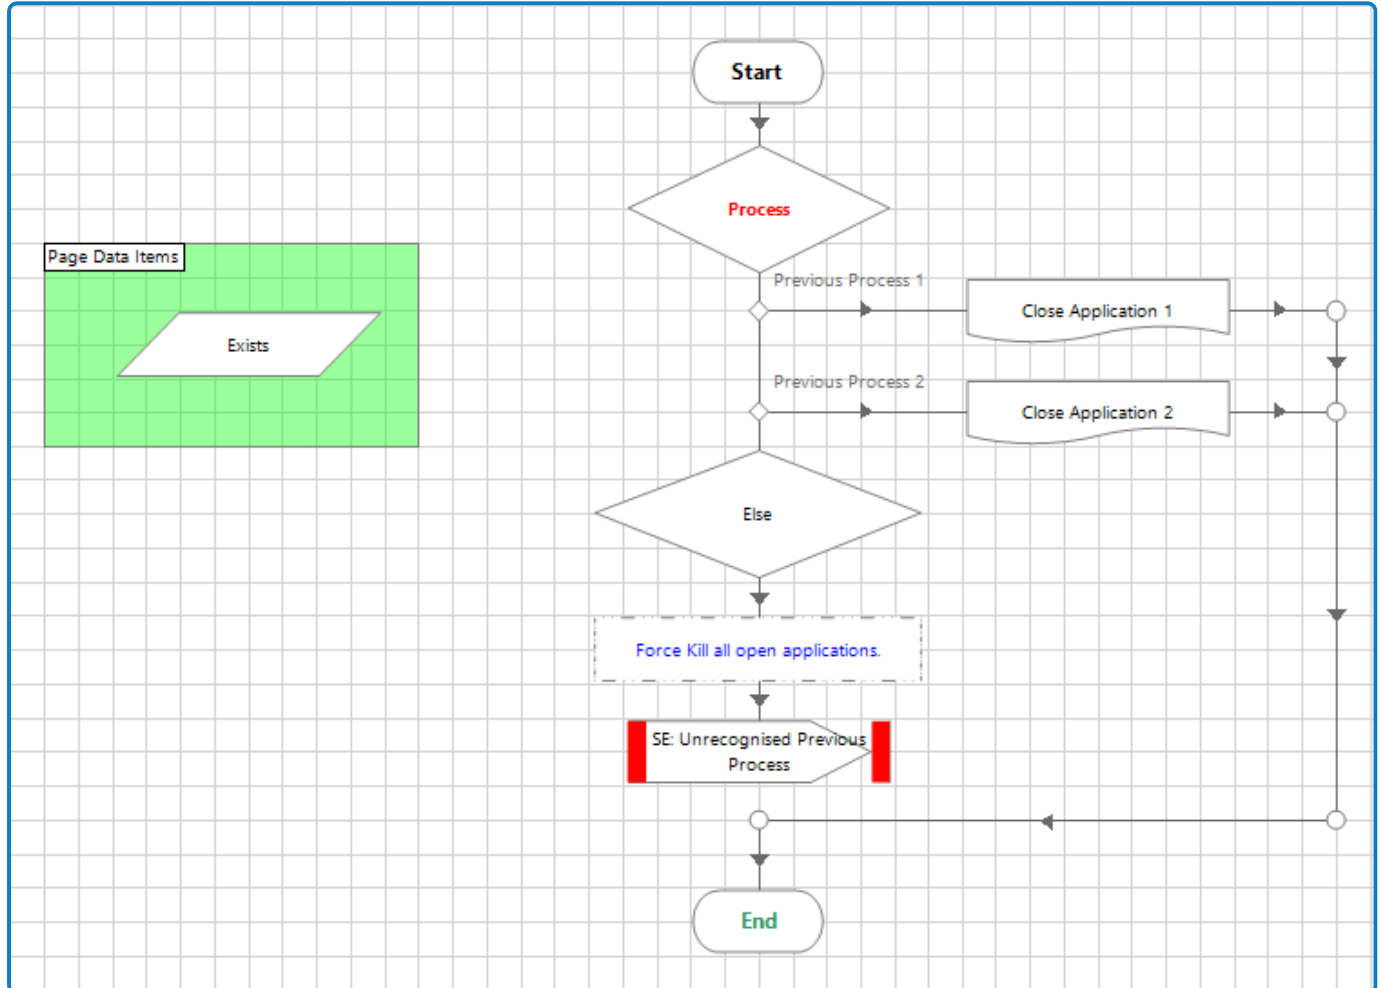 Start
Process
Page Data Items
Exists
Previous Process 1
Close Application 1
Previous Process 2
Close Application 2
Else
Force Kill all open applications.
SE: Unrecognised Previous
Process
End